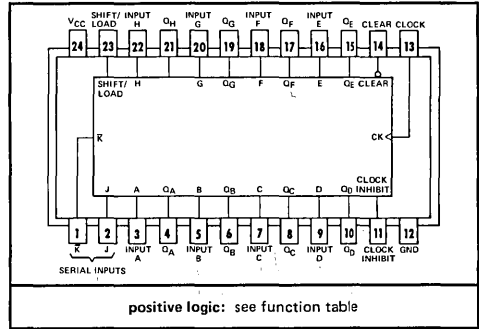 VCC SHIFT/ LOAD INPUT H QH INPUT G QG INPUT F QF INPUT E QE CLEAR CLOCK
24 23 22 21 20 19 18 17 16 15 14 13
SHIFT/ LOAD H G QG F QF E QE CLEAR
K̅ CK
J A QA B QB C QC D QD CLOCK INHIBIT
1 2 3 4 5 6 7 8 9 10 11 12
K̅ J INPUT A QA INPUT B QB INPUT C QC INPUT D QD CLOCK INHIBIT GND
SERIAL INPUTS
positive logic: see function table